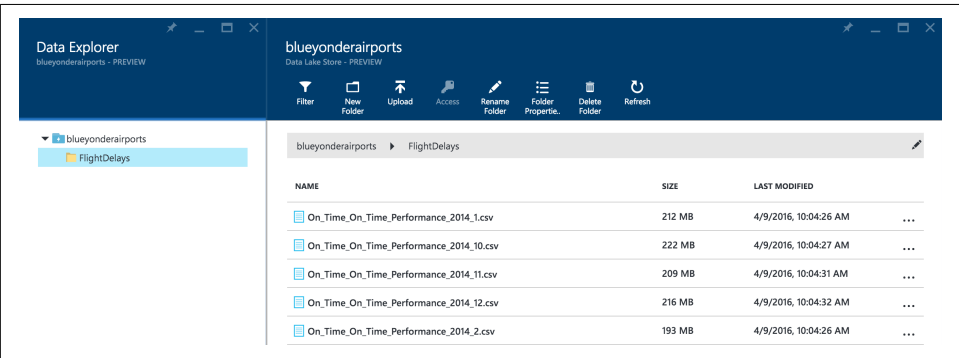 Data Explorer
blueyonderairports - PREVIEW
blueyonderairports
Data Lake Store - PREVIEW
Filter
New Folder
Upload
Access
Rename Folder
Folder Propertie..
Delete Folder
Refresh
blueyonderairports
FlightDelays
blueyonderairports FlightDelays
NAME SIZE LAST MODIFIED
On_Time_On_Time_Performance_2014_1.csv 212 MB 4/9/2016, 10:04:26 AM ...
On_Time_On_Time_Performance_2014_10.csv 222 MB 4/9/2016, 10:04:27 AM ...
On_Time_On_Time_Performance_2014_11.csv 209 MB 4/9/2016, 10:04:31 AM ...
On_Time_On_Time_Performance_2014_12.csv 216 MB 4/9/2016, 10:04:32 AM ...
On_Time_On_Time_Performance_2014_2.csv 193 MB 4/9/2016, 10:04:26 AM ...